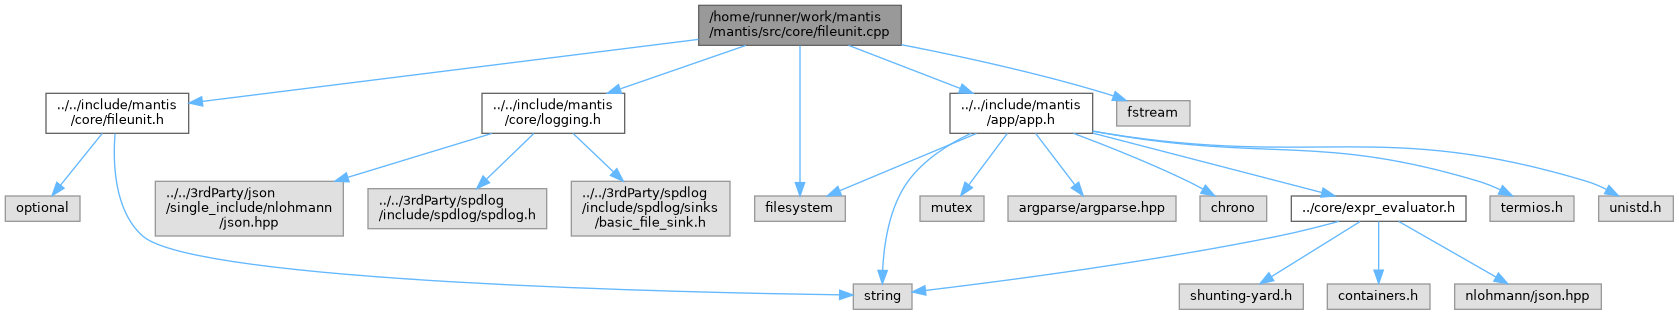 /home/runner/work/mantis
/mantis/src/core/fileunit.cpp
../../include/mantis
/core/fileunit.h
../../include/mantis
/core/logging.h
../../include/mantis
/app/app.h
fstream
optional
../../3rdParty/json
/single_include/nlohmann
/json.hpp
../../3rdParty/spdlog
/include/spdlog/spdlog.h
../../3rdParty/spdlog
/include/spdlog/sinks
/basic_file_sink.h
filesystem
mutex
argparse/argparse.hpp
chrono
../core/expr_evaluator.h
termios.h
unistd.h
string
shunting-yard.h
containers.h
nlohmann/json.hpp